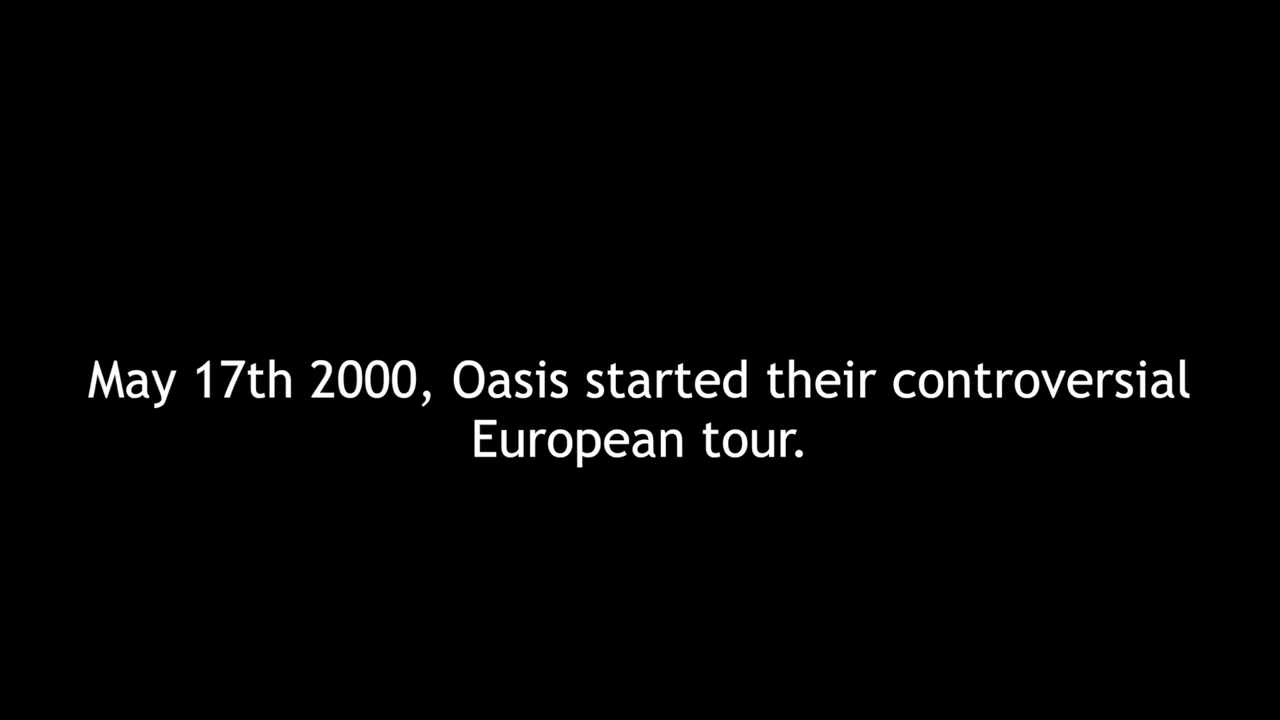 May 17th 2000, Oasis started their controversial
European tour.